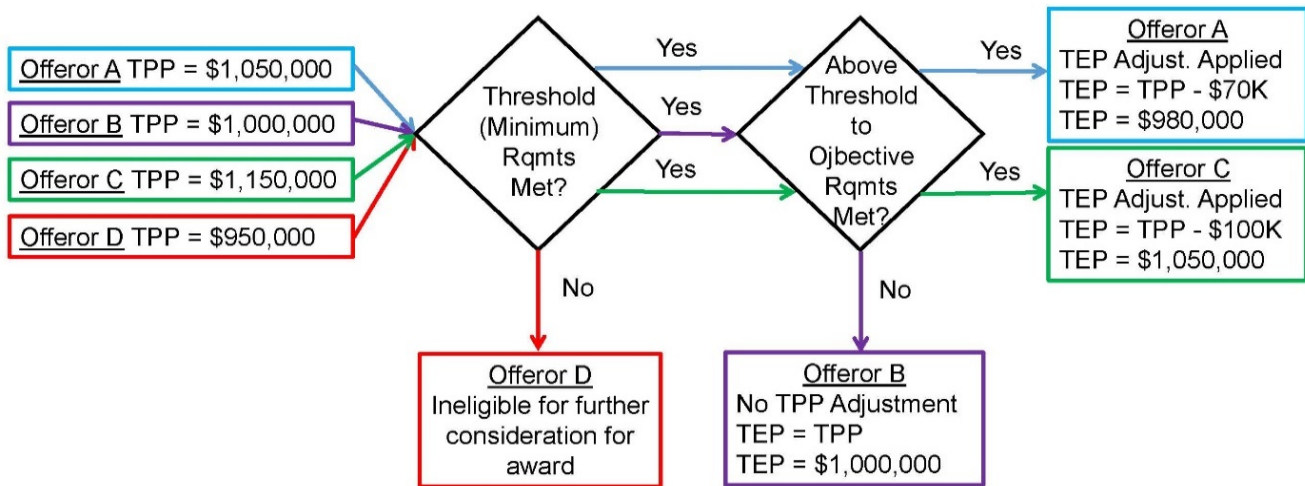 Offeror A TPP = $1,050,000
Offeror B TPP = $1,000,000
Offeror C TPP = $1,150,000
Offeror D TPP = $950,000
Threshold
(Minimum)
Rqmts
Met?
Yes
Yes
Yes
No
Above
Threshold
to
Ojbective
Rqmts
Met?
Yes
Yes
No
Offeror A
TEP Adjust. Applied
TEP = TPP - $70K
TEP = $980,000
Offeror C
TEP Adjust. Applied
TEP = TPP - $100K
TEP = $1,050,000
Offeror D
Ineligible for further
consideration for
award
Offeror B
No TPP Adjustment
TEP = TPP
TEP = $1,000,000